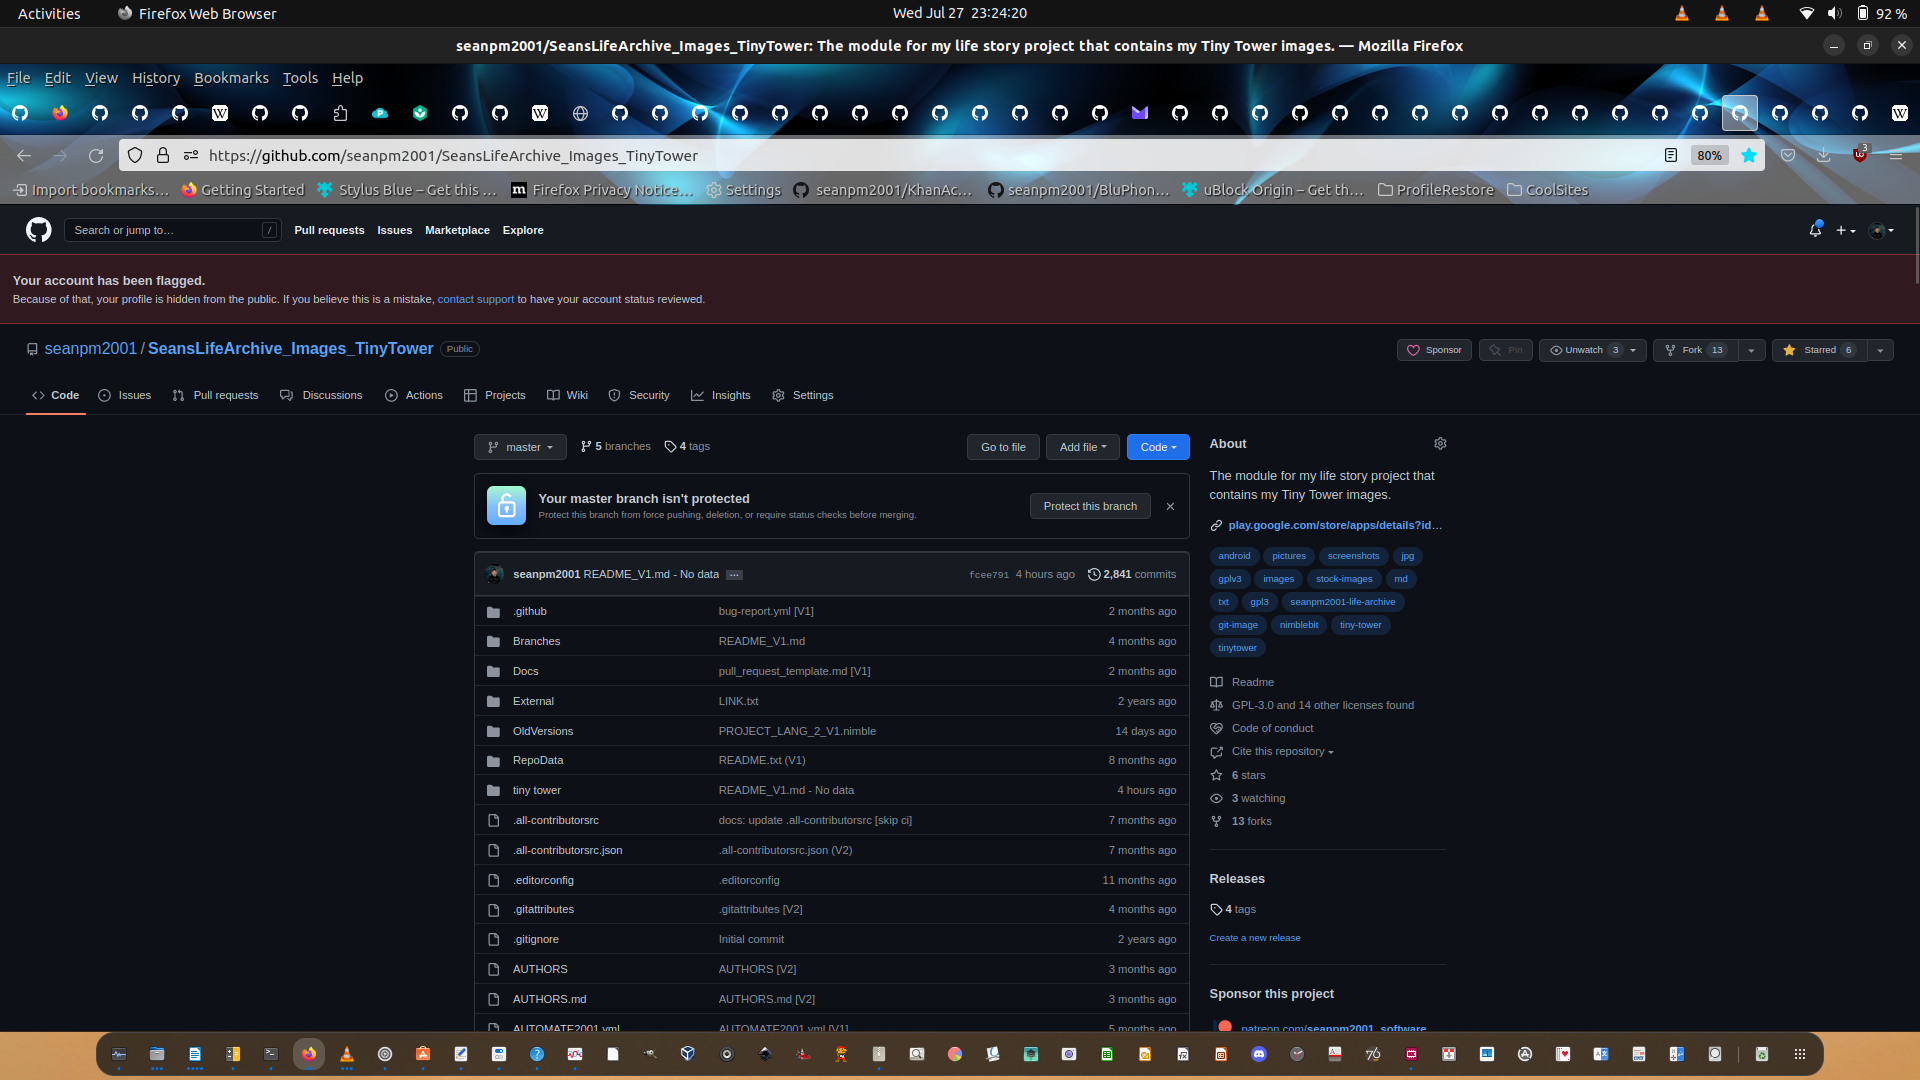 Activities
Firefox Web Browser
Wed Jul 27 23:24:20
92 %
seanpm2001/SeansLifeArchive_Images_TinyTower: The module for my life story project that contains my Tiny Tower images. — Mozilla Firefox
File Edit View History Bookmarks Tools Help
https://github.com/seanpm2001/SeansLifeArchive_Images_TinyTower
80%
3
Import bookmarks… Getting Started Stylus Blue – Get this … Firefox Privacy Notice… Settings seanpm2001/KhanAc… seanpm2001/BluPhon… uBlock Origin – Get th… ProfileRestore CoolSites
Search or jump to… / Pull requests Issues Marketplace Explore
Your account has been flagged.
Because of that, your profile is hidden from the public. If you believe this is a mistake, contact support to have your account status reviewed.
seanpm2001 / SeansLifeArchive_Images_TinyTower Public
Sponsor Pin Unwatch 3 Fork 13 Starred 6
Code Issues Pull requests Discussions Actions Projects Wiki Security Insights Settings
master 5 branches 4 tags Go to file Add file Code
Your master branch isn't protected
Protect this branch from force pushing, deletion, or require status checks before merging.
Protect this branch
seanpm2001 README_V1.md - No data … fcee791 4 hours ago 2,841 commits
.github bug-report.yml [V1] 2 months ago
Branches README_V1.md 4 months ago
Docs pull_request_template.md [V1] 2 months ago
External LINK.txt 2 years ago
OldVersions PROJECT_LANG_2_V1.nimble 14 days ago
RepoData README.txt (V1) 8 months ago
tiny tower README_V1.md - No data 4 hours ago
.all-contributorsrc docs: update .all-contributorsrc [skip ci] 7 months ago
.all-contributorsrc.json .all-contributorsrc.json (V2) 7 months ago
.editorconfig .editorconfig 11 months ago
.gitattributes .gitattributes [V2] 4 months ago
.gitignore Initial commit 2 years ago
AUTHORS AUTHORS [V2] 3 months ago
AUTHORS.md AUTHORS.md [V2] 3 months ago
AUTOMATE2001.yml AUTOMATE2001.yml [V1] 5 months ago
About
The module for my life story project that
contains my Tiny Tower images.
play.google.com/store/apps/details?id…
android pictures screenshots jpg
gplv3 images stock-images md
txt gpl3 seanpm2001-life-archive
git-image nimblebit tiny-tower
tinytower
Readme
GPL-3.0 and 14 other licenses found
Code of conduct
Cite this repository
6 stars
3 watching
13 forks
Releases
4 tags
Create a new release
Sponsor this project
patreon.com/seanpm2001_software